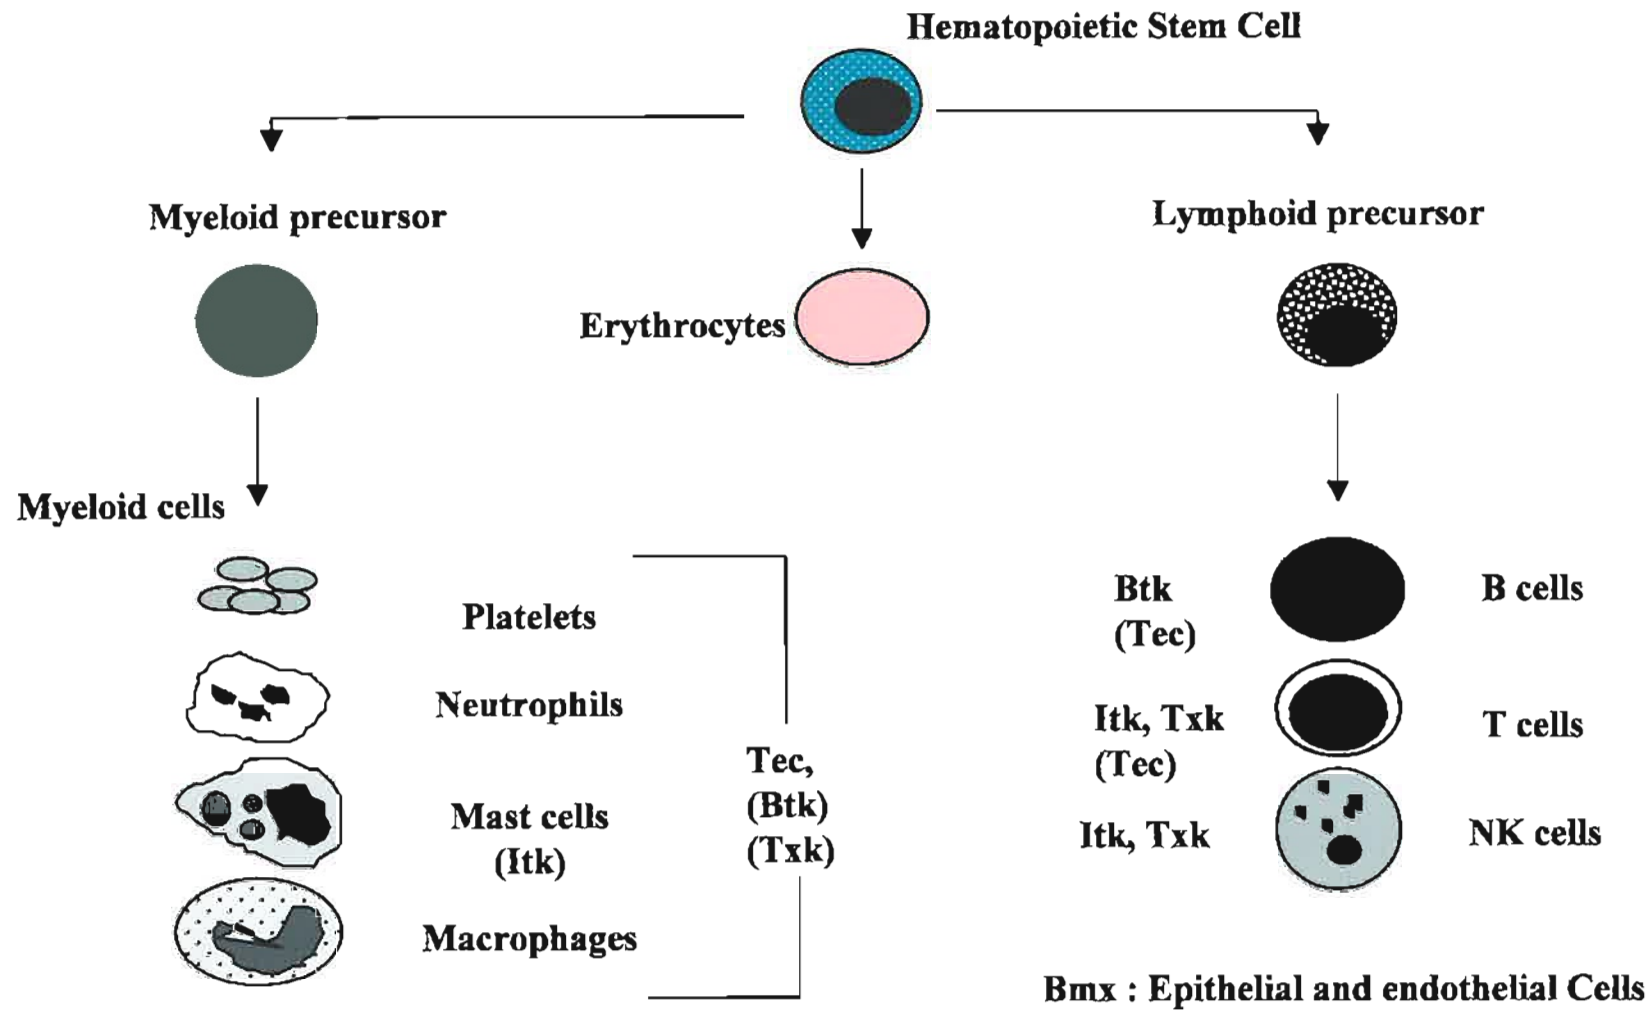 Hematopoietic Stem Cell
Myeloid precursor
Lymphoid precursor
Erythrocytes
Myeloid cells
Platelets
Neutrophils
Mast cells
(Itk)
Macrophages
Tec,
(Btk)
(Txk)
Btk
(Tec)
B cells
Itk, Txk
(Tec)
T cells
Itk, Txk
NK cells
Bmx : Epithelial and endothelial Cells